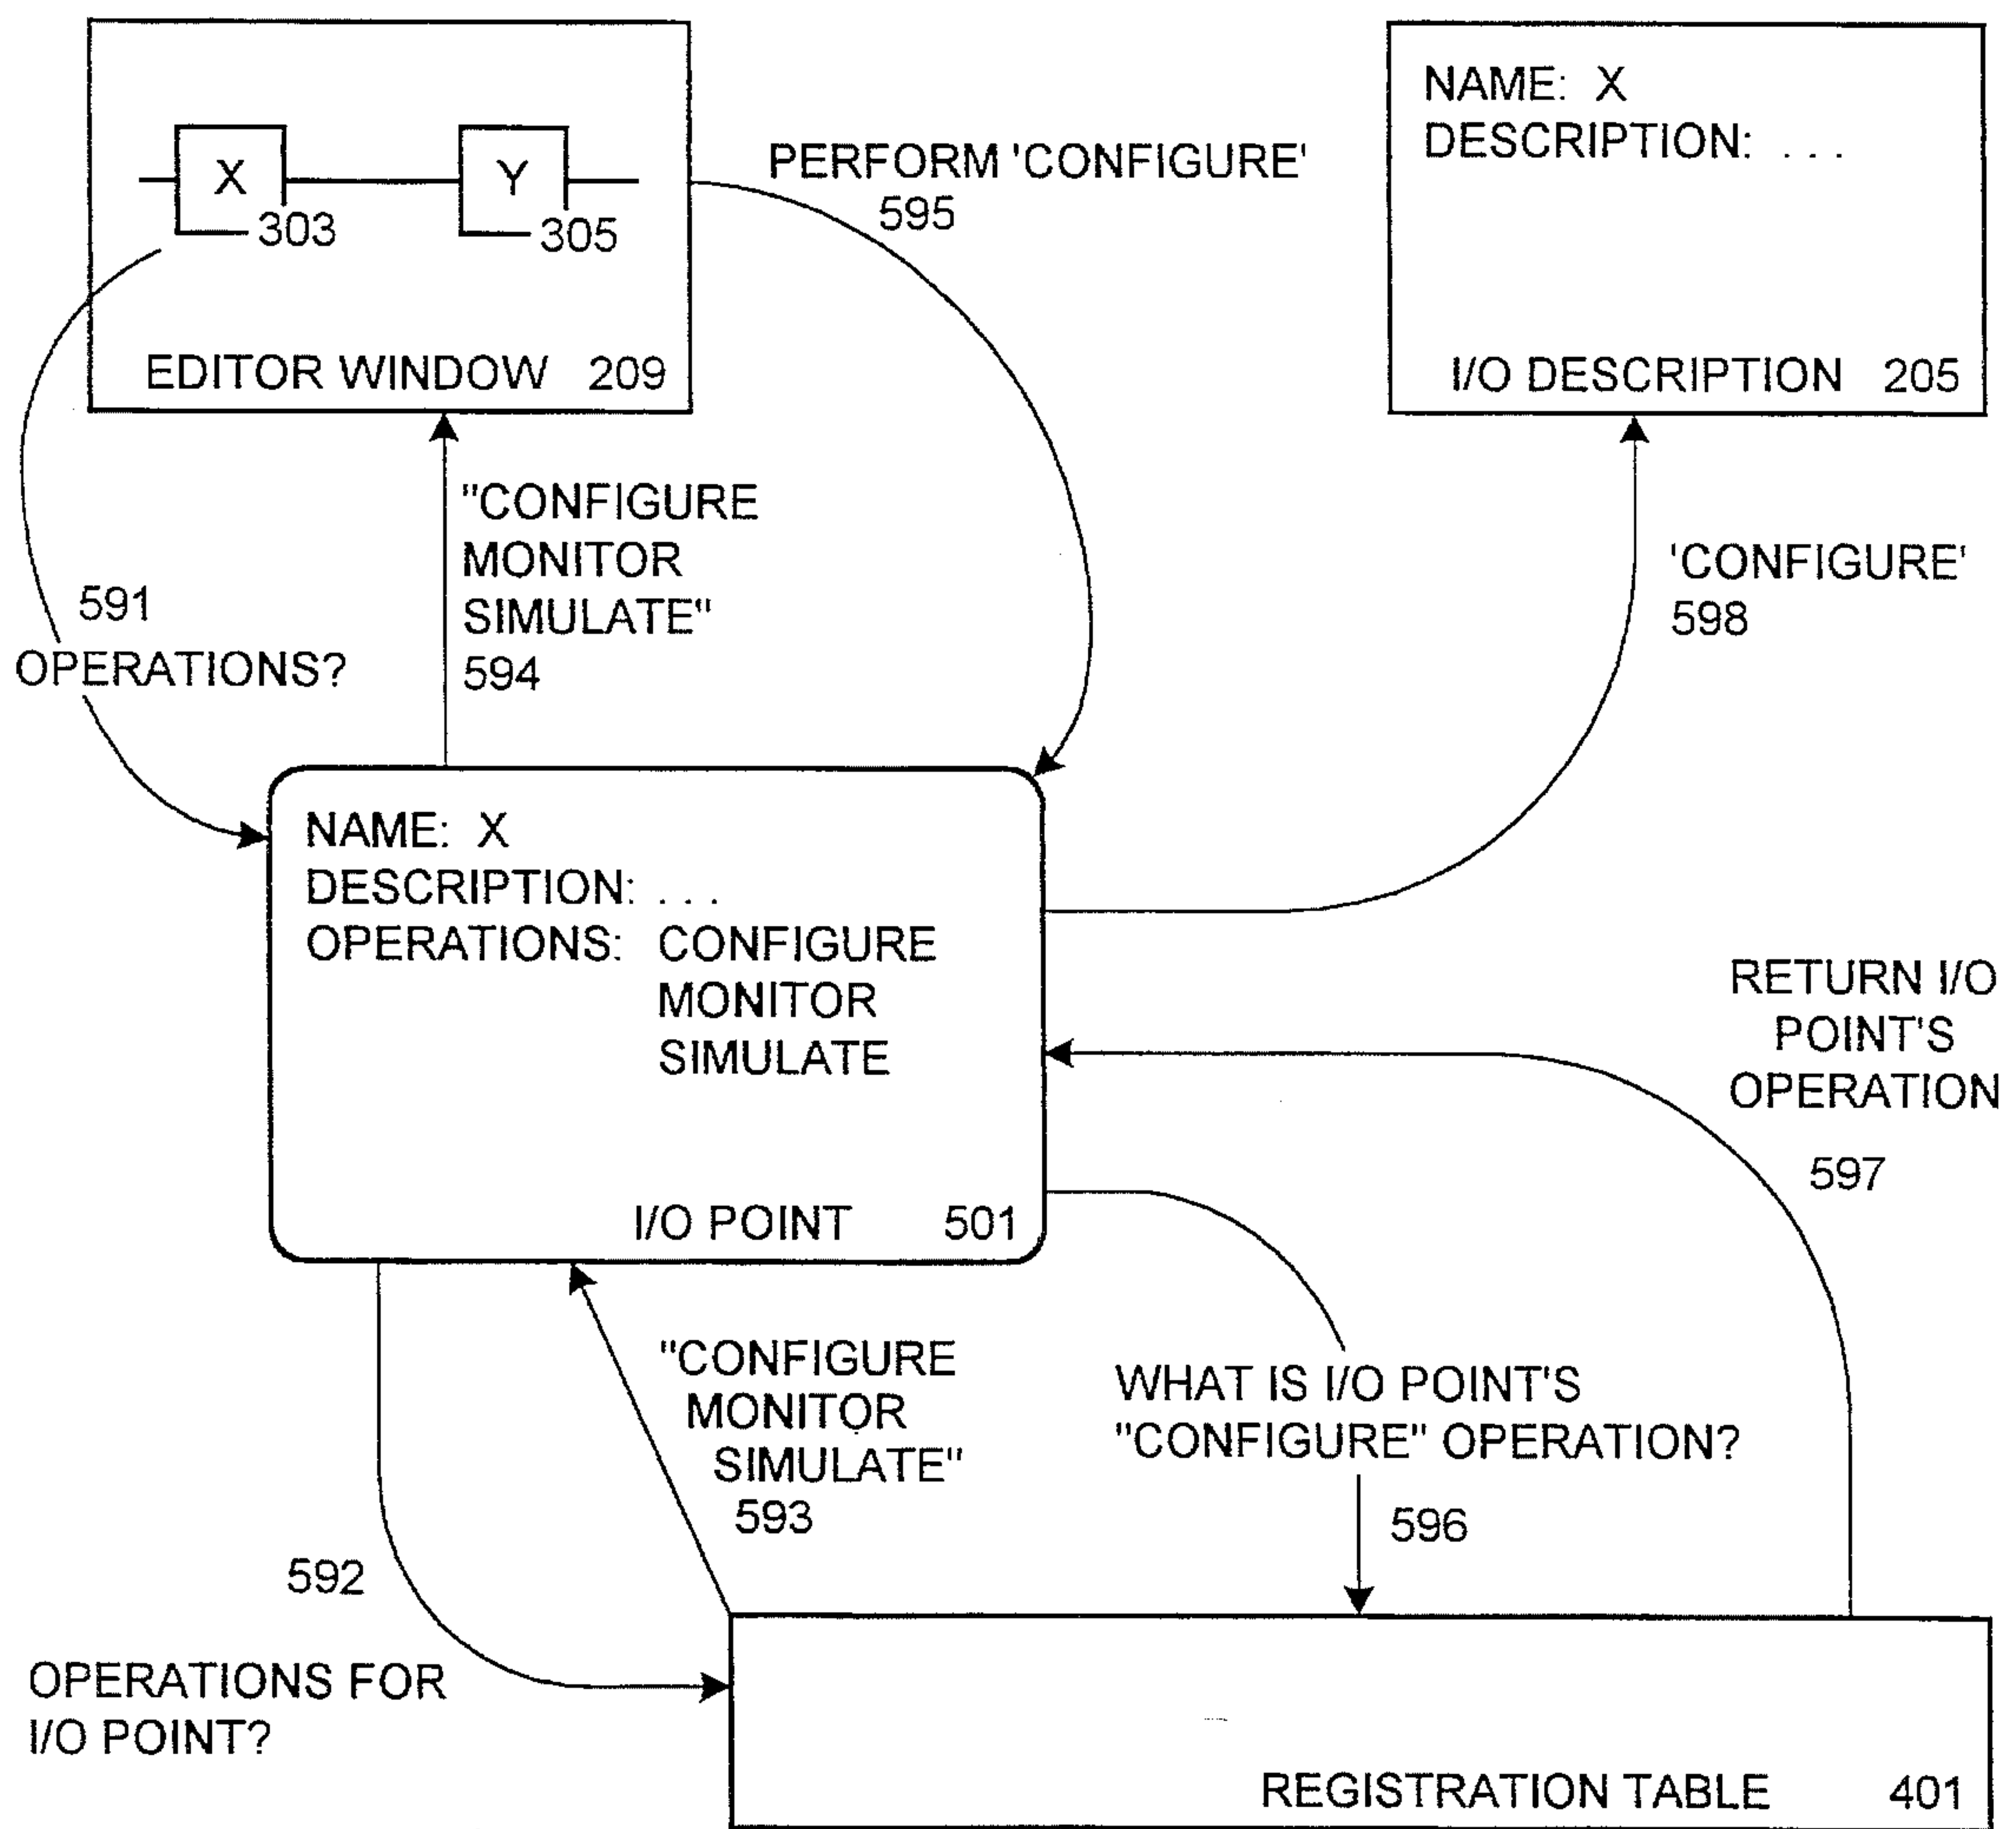 X
303
Y
305
EDITOR WINDOW 209
PERFORM 'CONFIGURE'
595
NAME: X
DESCRIPTION: . . .
I/O DESCRIPTION 205
591
OPERATIONS?
"CONFIGURE
MONITOR
SIMULATE"
594
'CONFIGURE'
598
NAME: X
DESCRIPTION: . . .
OPERATIONS: CONFIGURE
MONITOR
SIMULATE
I/O POINT 501
RETURN I/O
POINT'S
OPERATION
597
"CONFIGURE
MONITOR
SIMULATE"
593
WHAT IS I/O POINT'S
"CONFIGURE" OPERATION?
596
592
OPERATIONS FOR
I/O POINT?
REGISTRATION TABLE 401